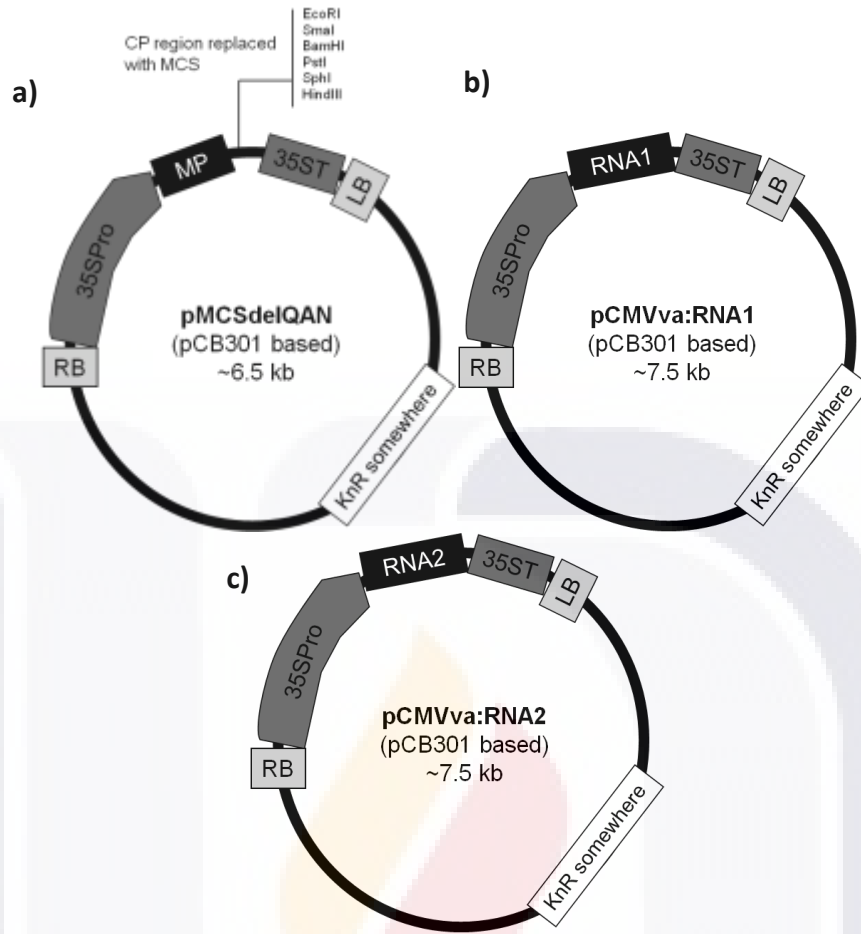 a)
CP region replaced
with MCS
EcoRI
SmaI
BamHI
PstI
SphI
HindIII
MP
35ST
LB
35SPro
RB
pMCSdelQAN
(pCB301 based)
~6.5 kb
KnR somewhere
b)
RNA1
35ST
LB
35SPro
RB
pCMVva:RNA1
(pCB301 based)
~7.5 kb
KnR somewhere
c)
RNA2
35ST
LB
35SPro
RB
pCMVva:RNA2
(pCB301 based)
~7.5 kb
KnR somewhere